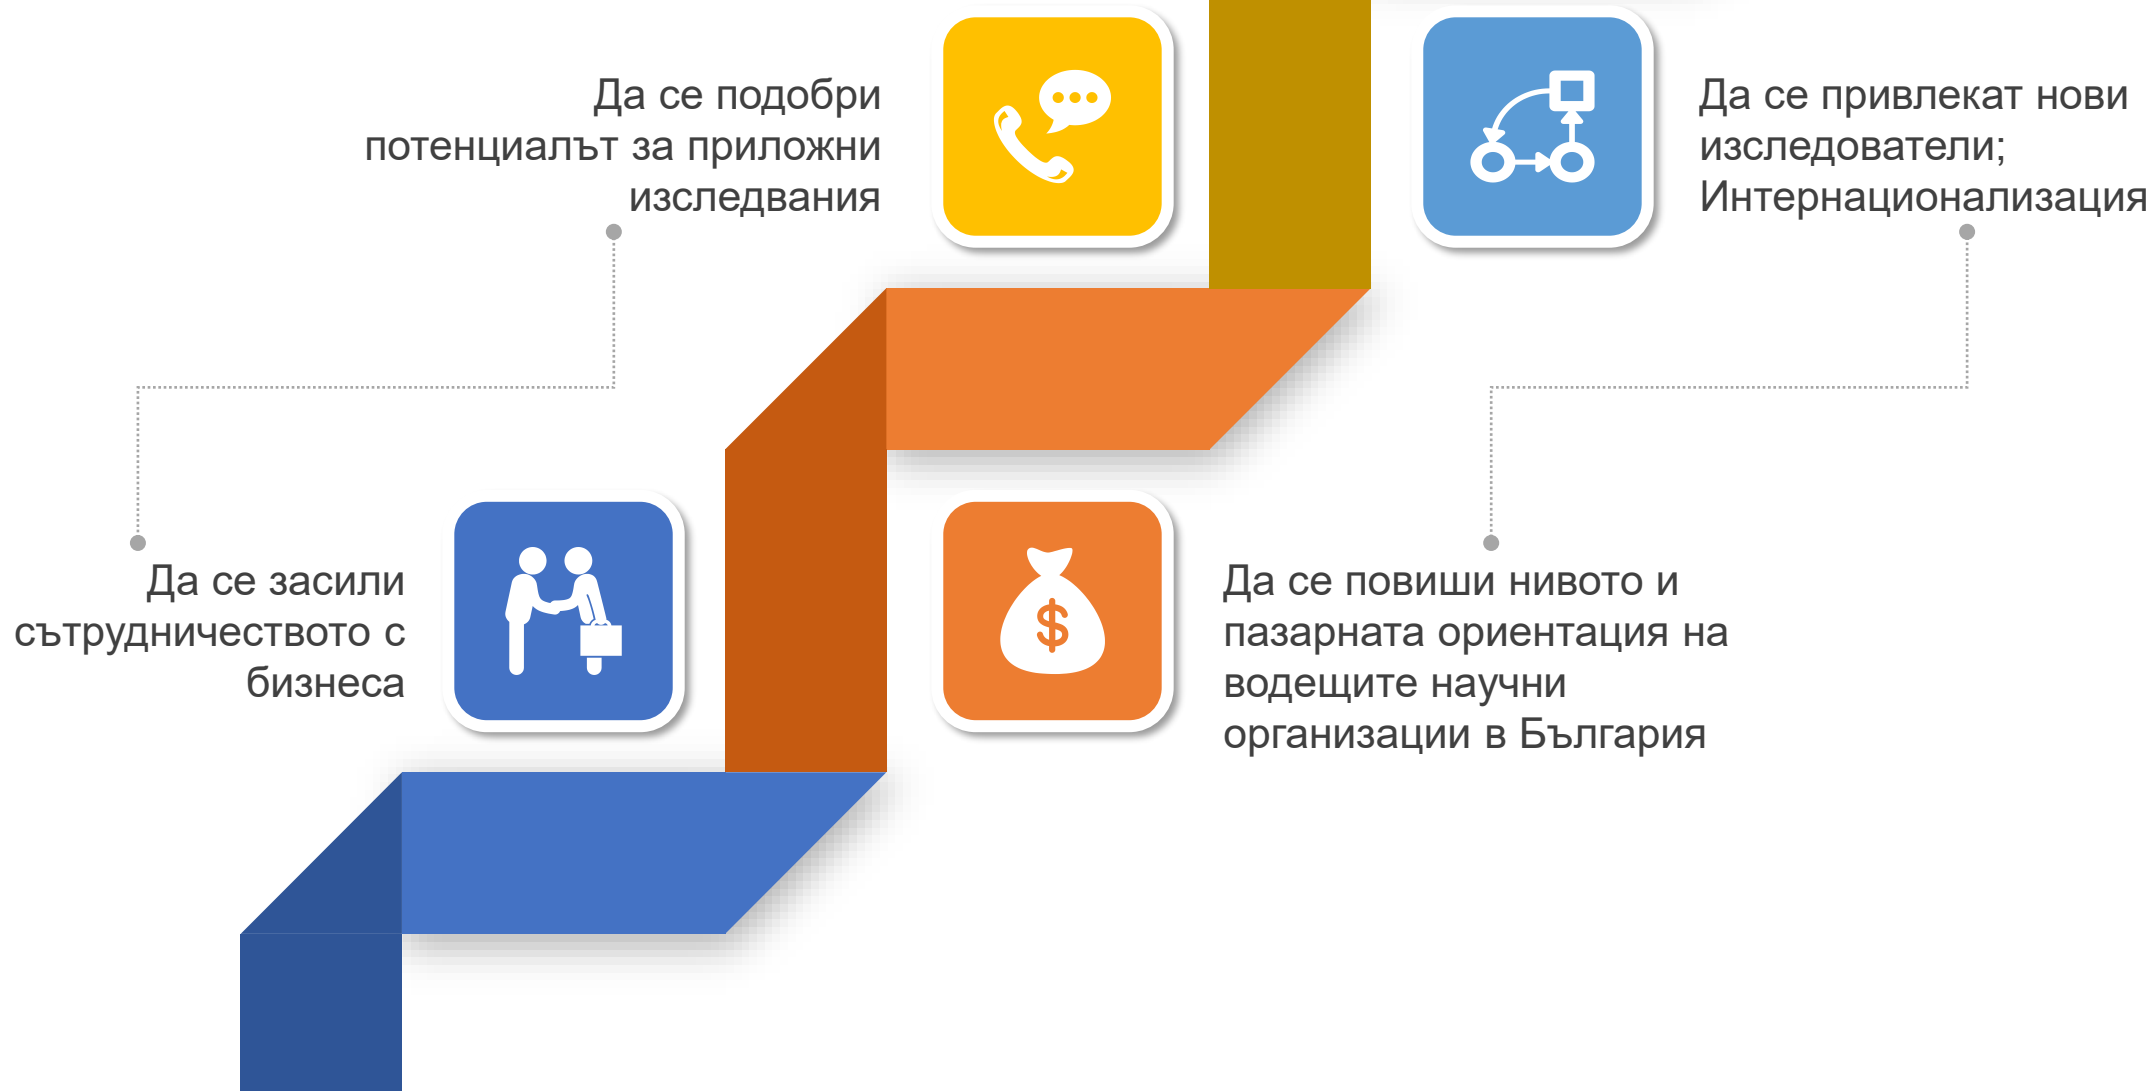 Да се подобри
потенциалът за приложни
изследвания
Да се привлекат нови
изследователи;
Интернационализация
Да се засили
сътрудничеството с
бизнеса
$
Да се повиши нивото и
пазарната ориентация на
водещите научни
организации в България